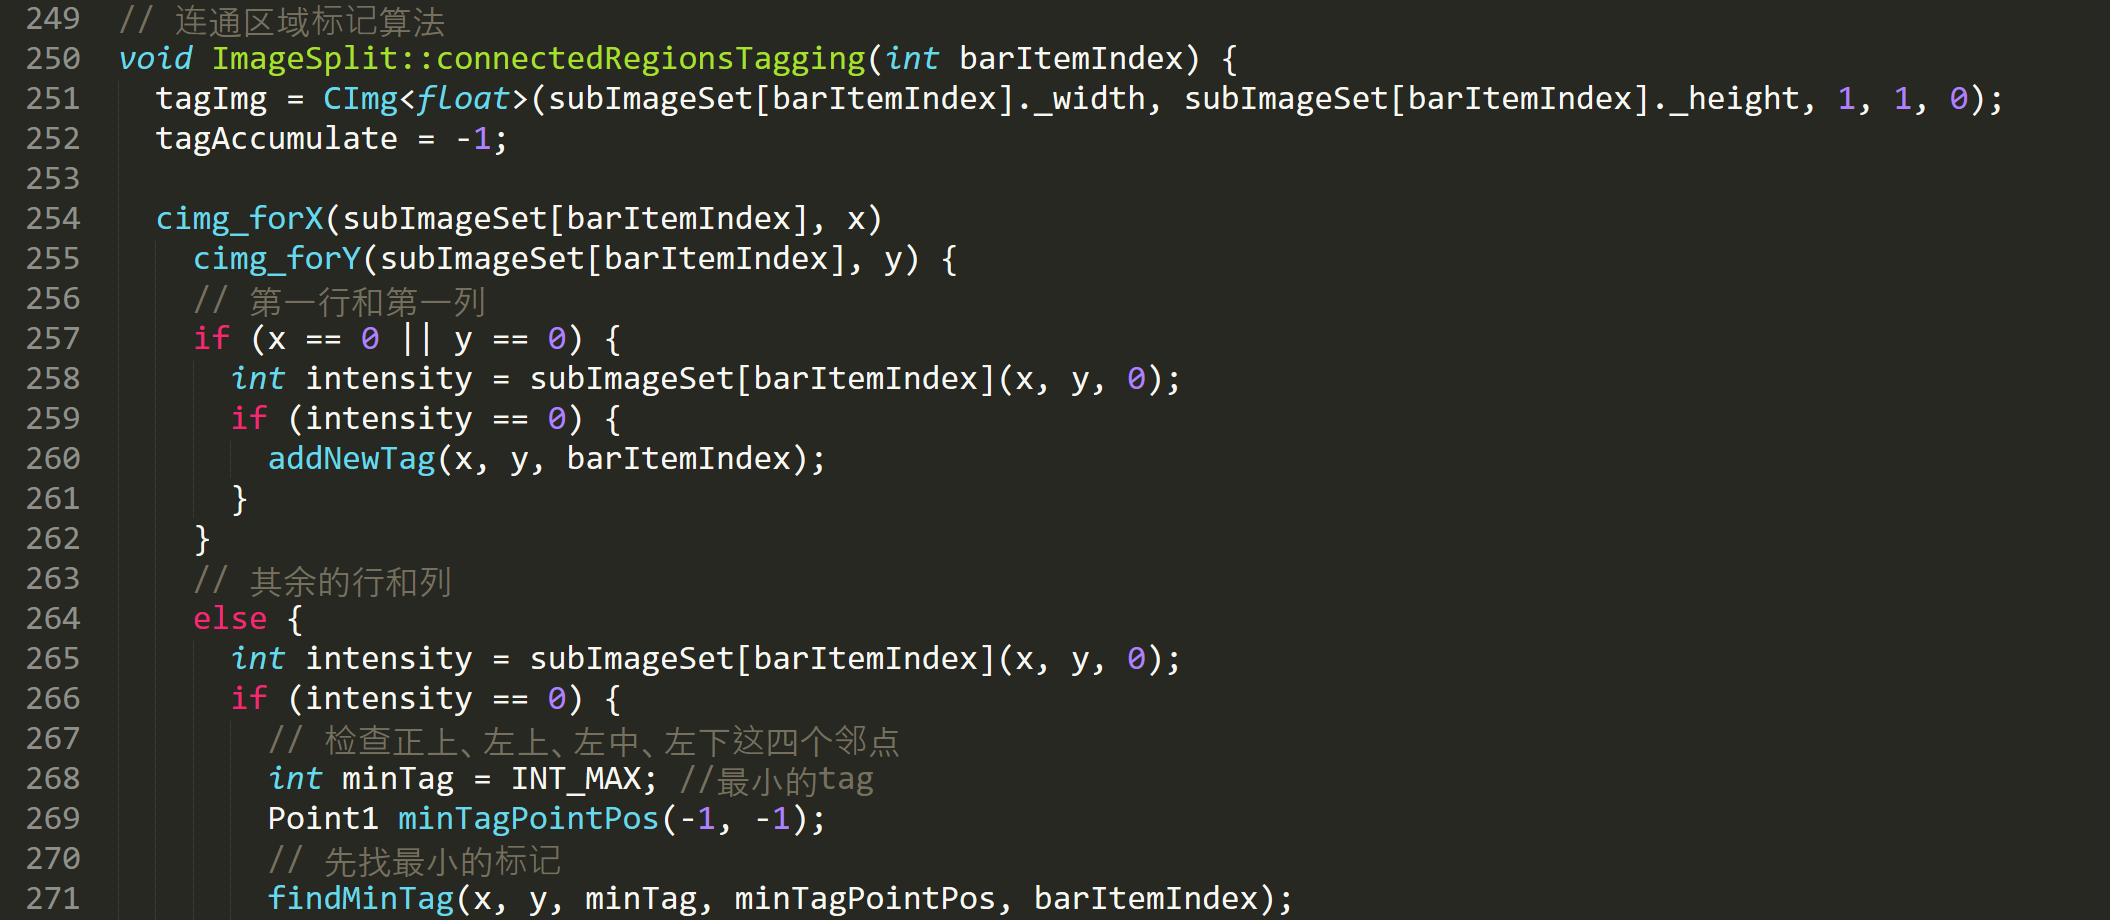 249 // 连通区域标记算法
250 void ImageSplit::connectedRegionsTagging(int barItemIndex) {
251   tagImg = CImg<float>(subImageSet[barItemIndex]._width, subImageSet[barItemIndex]._height, 1, 1, 0);
252   tagAccumulate = -1;
253
254   cimg_forX(subImageSet[barItemIndex], x)
255     cimg_forY(subImageSet[barItemIndex], y) {
256     // 第一行和第一列
257     if (x == 0 || y == 0) {
258       int intensity = subImageSet[barItemIndex](x, y, 0);
259       if (intensity == 0) {
260         addNewTag(x, y, barItemIndex);
261       }
262     }
263     // 其余的行和列
264     else {
265       int intensity = subImageSet[barItemIndex](x, y, 0);
266       if (intensity == 0) {
267         // 检查正上、左上、左中、左下这四个邻点
268         int minTag = INT_MAX; //最小的tag
269         Point1 minTagPointPos(-1, -1);
270         // 先找最小的标记
271         findMinTag(x, y, minTag, minTagPointPos, barItemIndex);